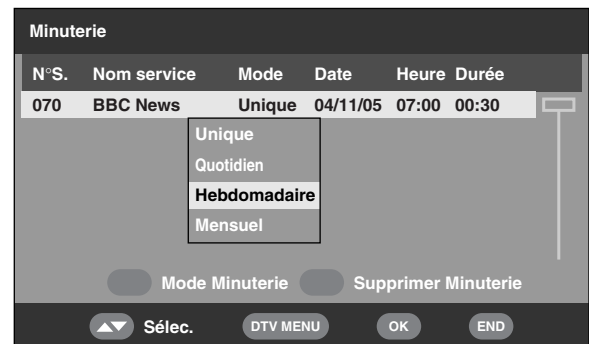 Minuterie
N°S. Nom service Mode Date Heure Durée
070 BBC News Unique 04/11/05 07:00 00:30
Unique
Quotidien
Hebdomadaire
Mensuel
Mode Minuterie Supprimer Minuterie
Sélec. DTV MENU OK END